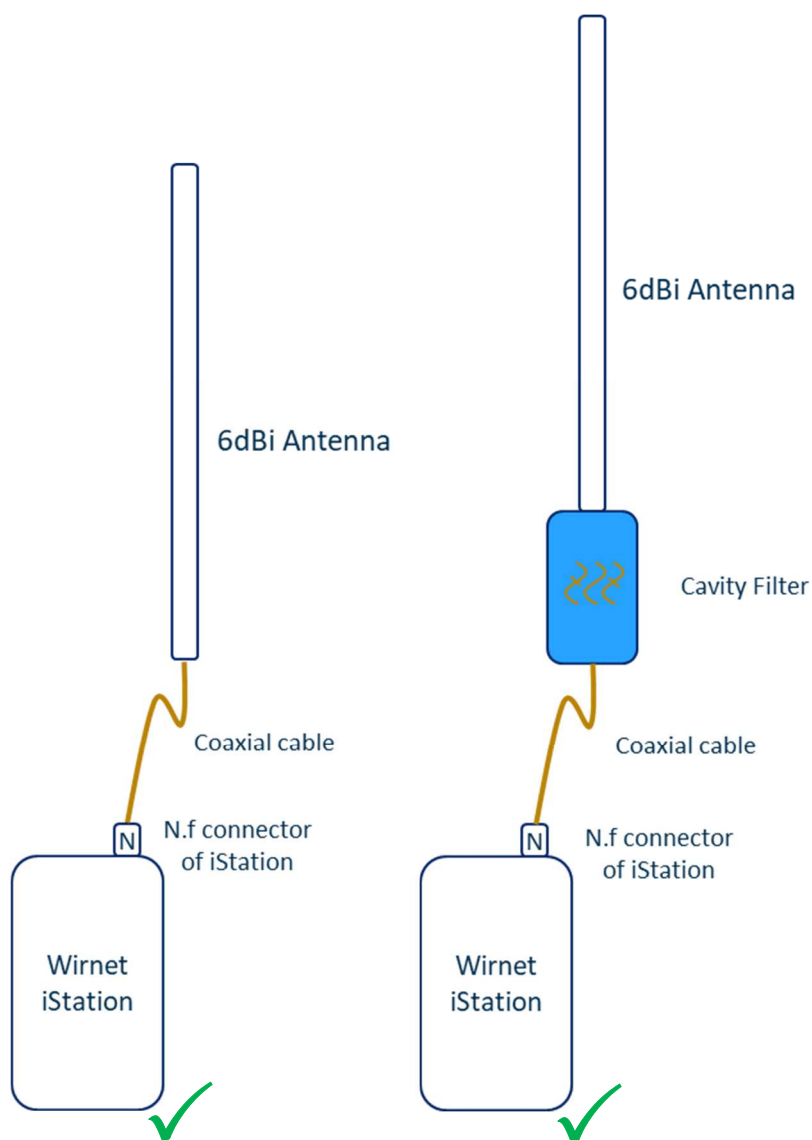 6dBi Antenna
Coaxial cable
N
N.f connector
of iStation
Wirnet
iStation
6dBi Antenna
Cavity Filter
Coaxial cable
N
N.f connector
of iStation
Wirnet
iStation